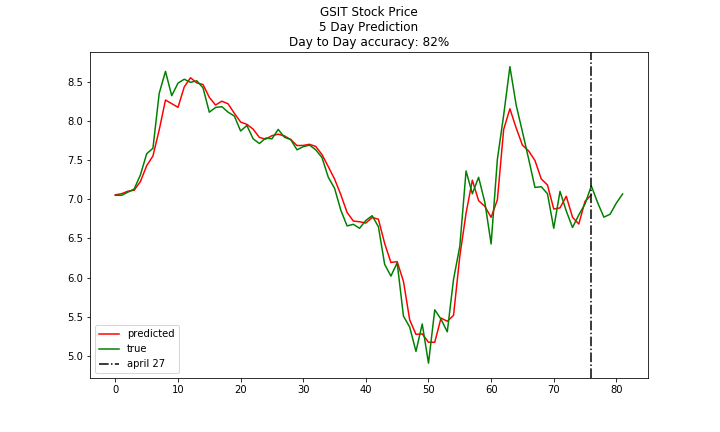 GSIT Stock Price
5 Day Prediction
Day to Day accuracy: 82%
8.5
8.0
7.5
7.0
6.5
6.0
5.5
5.0
predicted
true
april 27
0 10 20 30 40 50 60 70 80